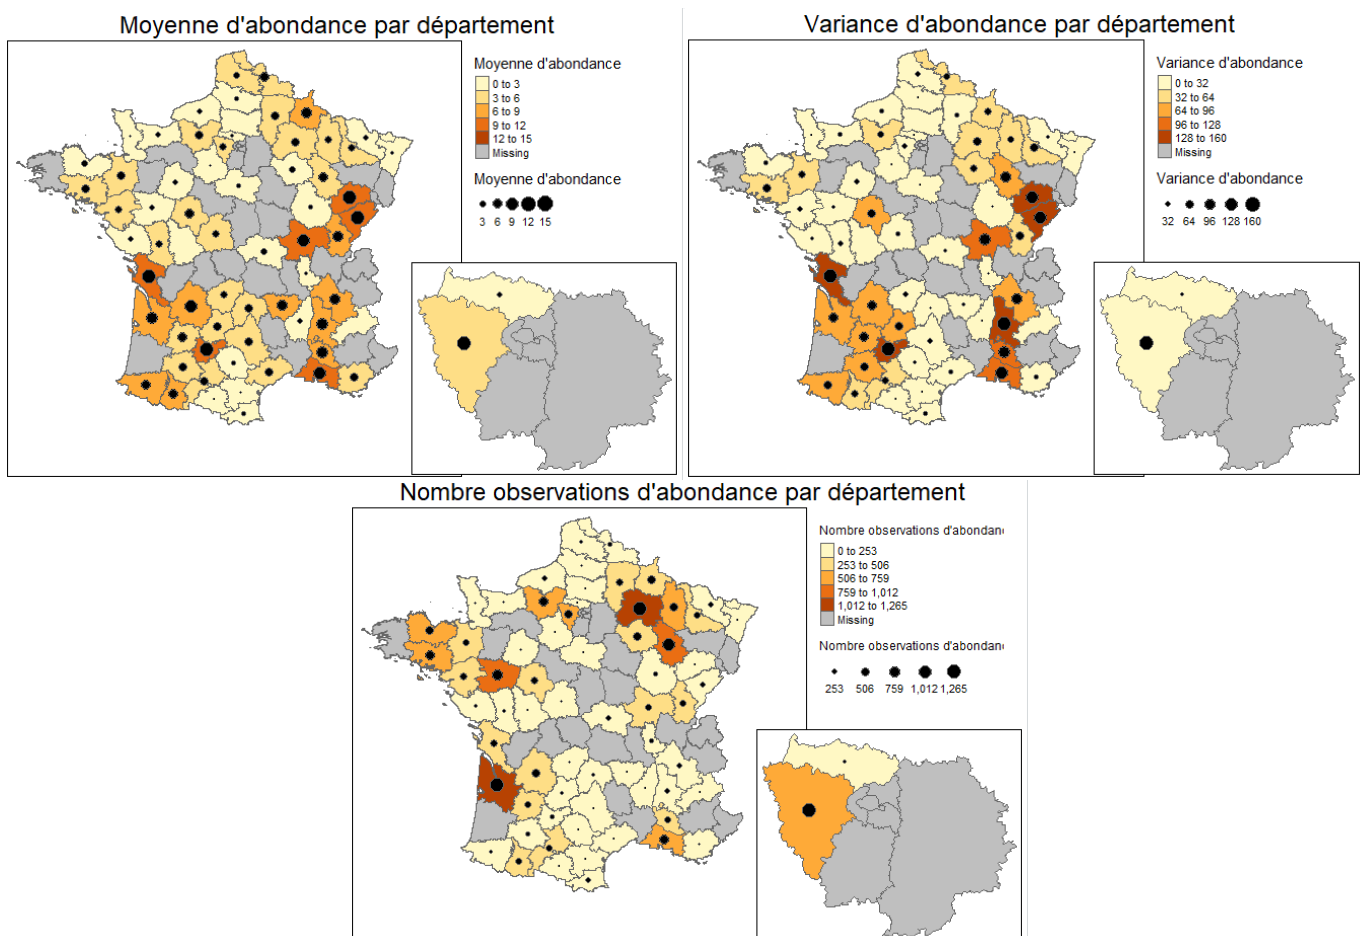 Moyenne d'abondance par département
Moyenne d'abondance
0 to 3
3 to 6
6 to 9
9 to 12
12 to 15
Missing
Moyenne d'abondance
3 6 9 12 15
Variance d'abondance par département
Variance d'abondance
0 to 32
32 to 64
64 to 96
96 to 128
128 to 160
Missing
Variance d'abondance
32 64 96 128 160
Nombre observations d'abondance par département
Nombre observations d'abondanc
0 to 253
253 to 506
506 to 759
759 to 1,012
1,012 to 1,265
Missing
Nombre observations d'abondanc
253 506 759 1,012 1,265